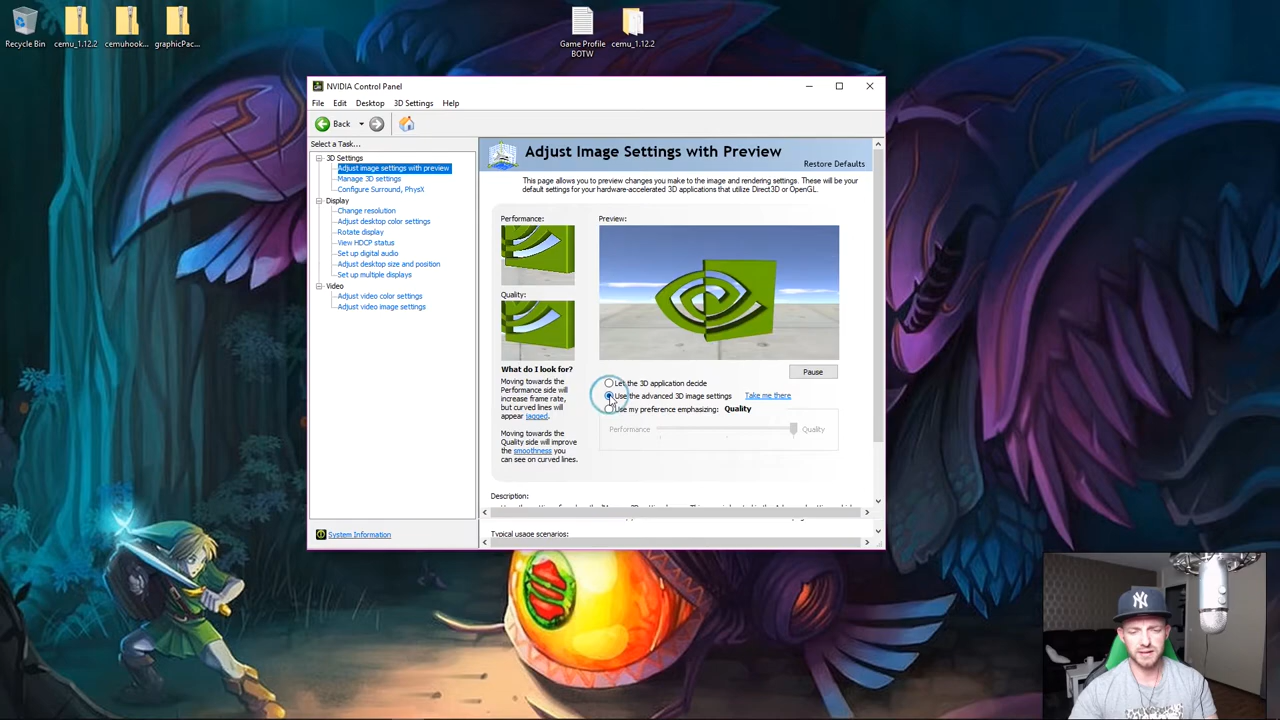 Recycle Bin
cemu_1.12.2
cemuhook...
graphicPac...
Game Profile
BOTW
cemu_1.12.2
NVIDIA Control Panel
File
Edit
Desktop
3D Settings
Help
Back
Select a Task...
3D Settings
Adjust image settings with preview
Manage 3D settings
Configure Surround, PhysX
Display
Change resolution
Adjust desktop color settings
Rotate display
View HDCP status
Set up digital audio
Adjust desktop size and position
Set up multiple displays
Video
Adjust video color settings
Adjust video image settings
System Information
Adjust Image Settings with Preview
Restore Defaults
This page allows you to preview changes you make to the image and rendering settings. These will be your
default settings for your hardware-accelerated 3D applications that utilize Direct3D or OpenGL.
Performance:
Quality:
What do I look for?
Moving towards the
Performance side will
increase frame rate,
but curved lines will
appear jagged.
Moving towards the
Quality side will improve
the smoothness you
can see on curved lines.
Preview:
Pause
Let the 3D application decide
Use the advanced 3D image settings
Take me there
Use my preference emphasizing: Quality
Performance
Quality
Description:
Typical usage scenarios:
NY